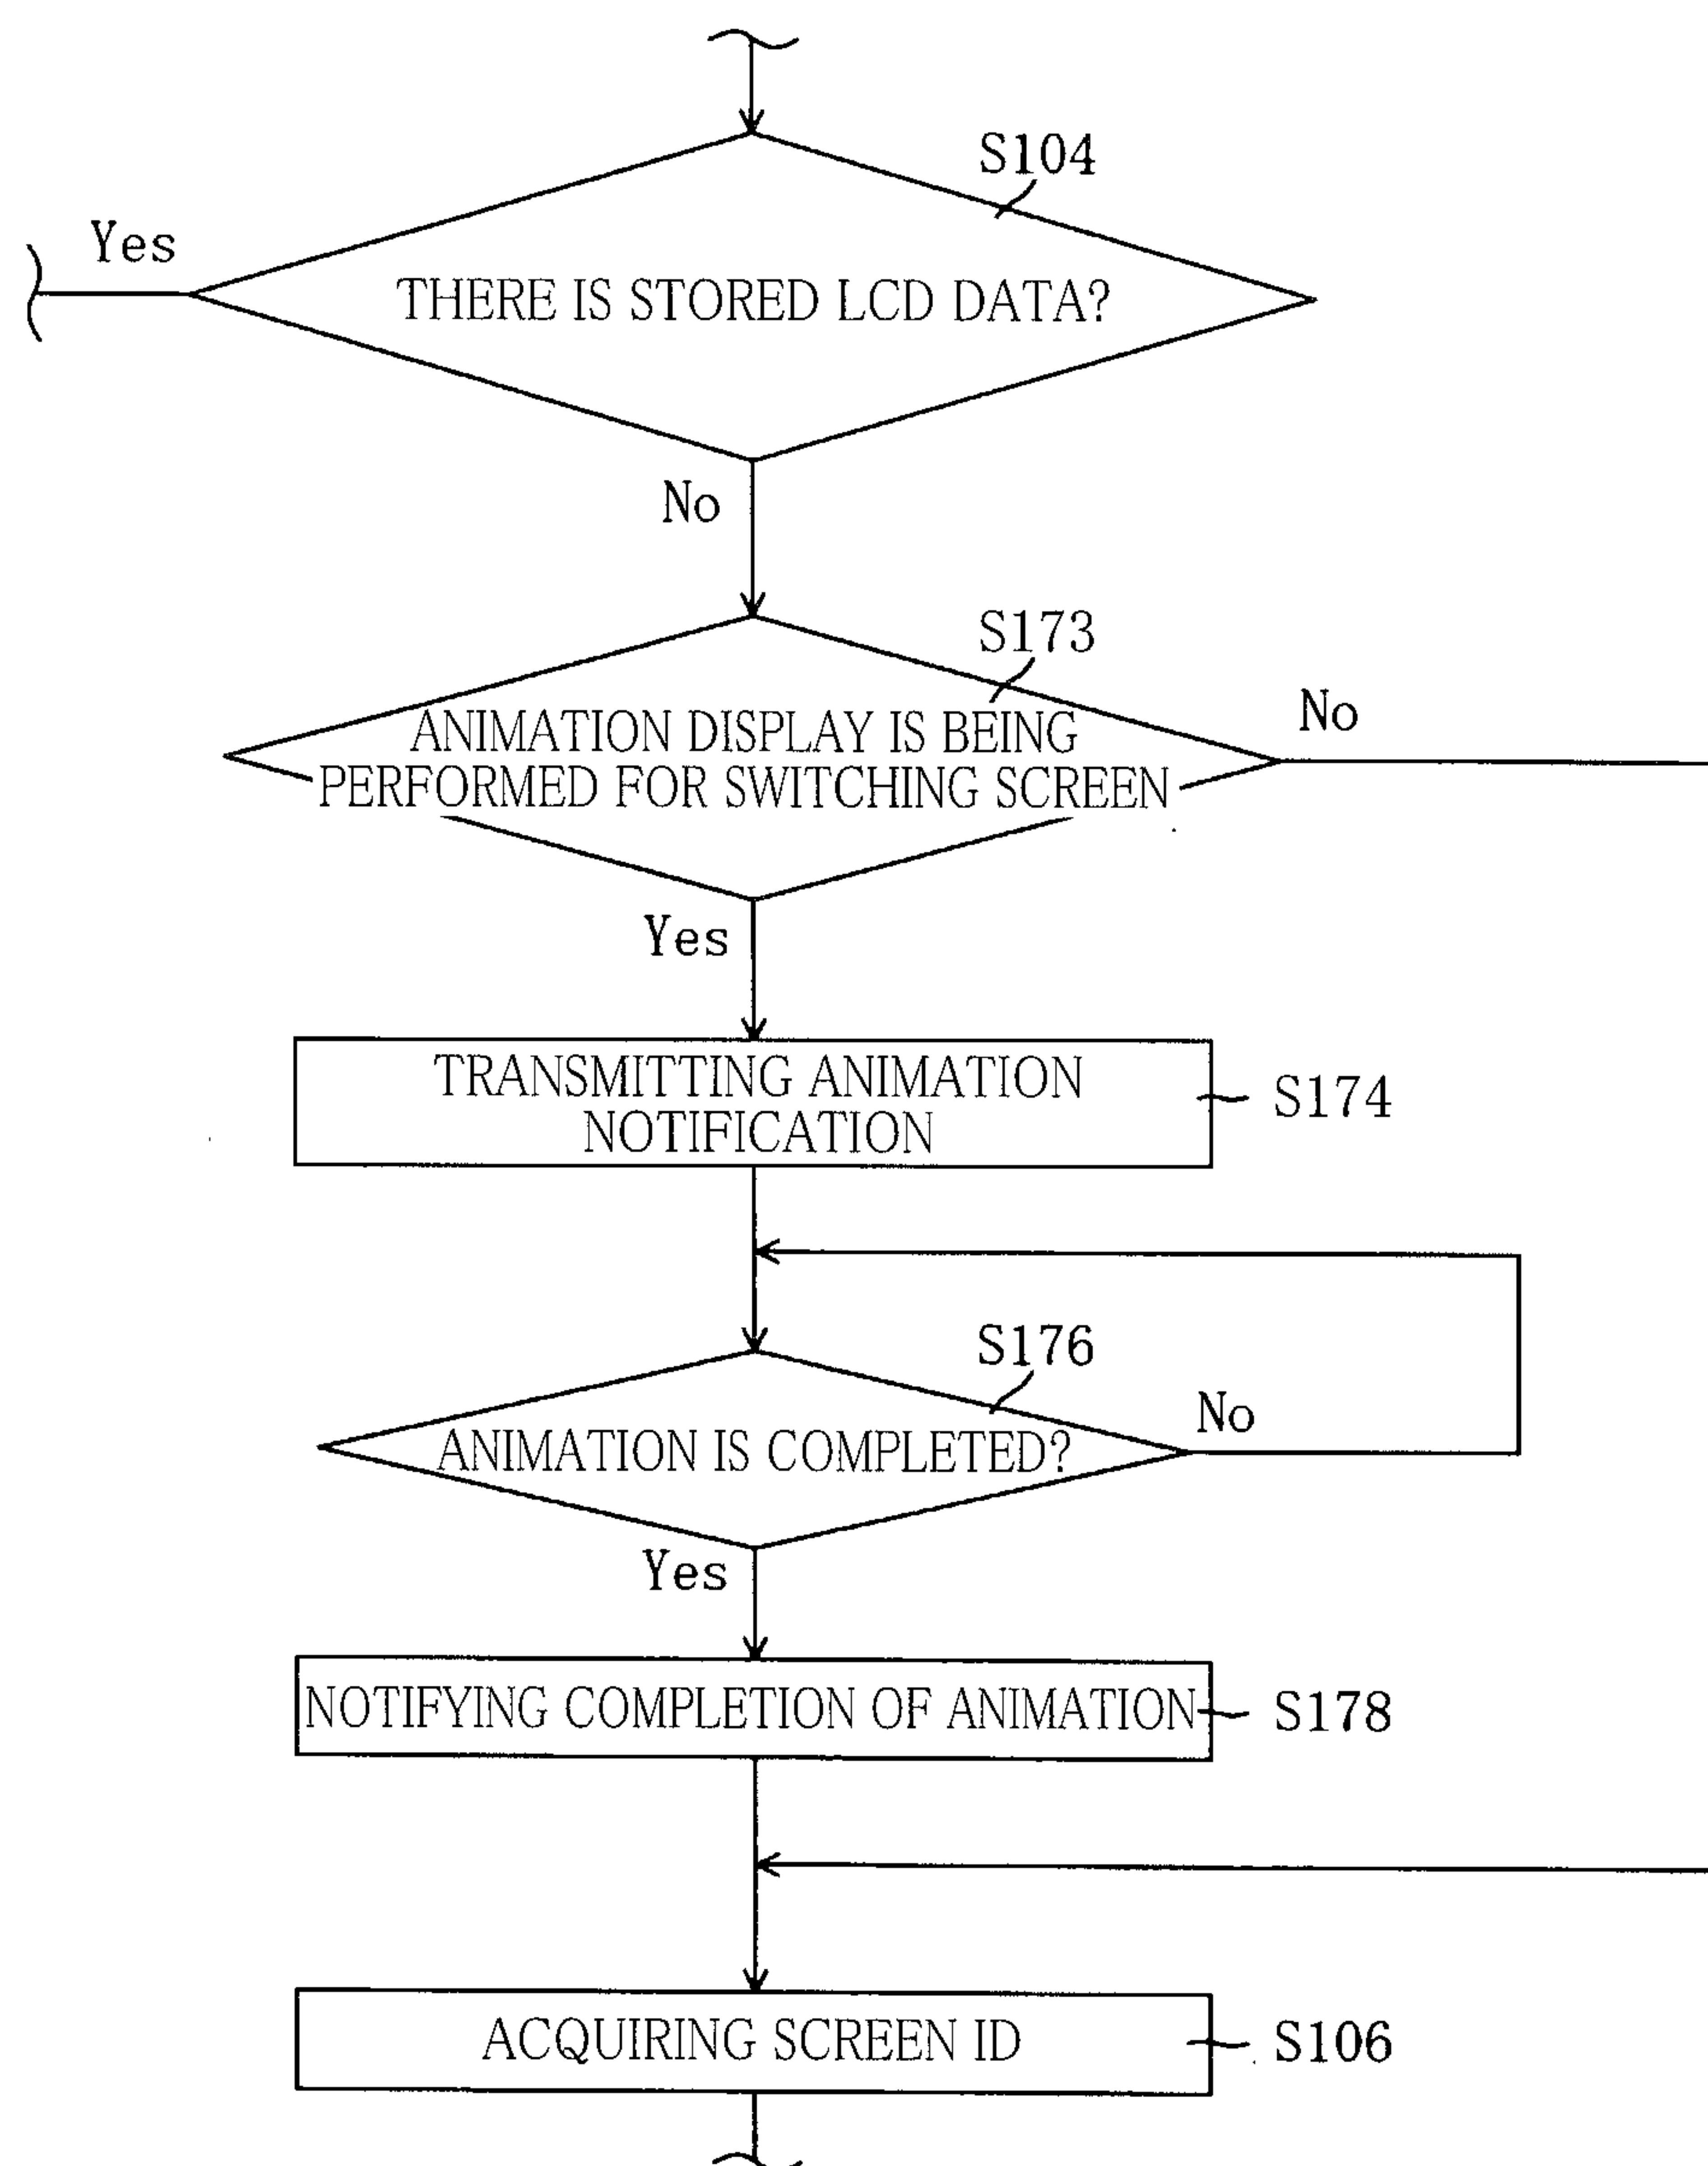 S104
Yes
THERE IS STORED LCD DATA?
No
S173
No
ANIMATION DISPLAY IS BEING
PERFORMED FOR SWITCHING SCREEN
Yes
TRANSMITTING ANIMATION
NOTIFICATION
S174
S176
No
ANIMATION IS COMPLETED?
Yes
NOTIFYING COMPLETION OF ANIMATION
S178
ACQUIRING SCREEN ID
S106